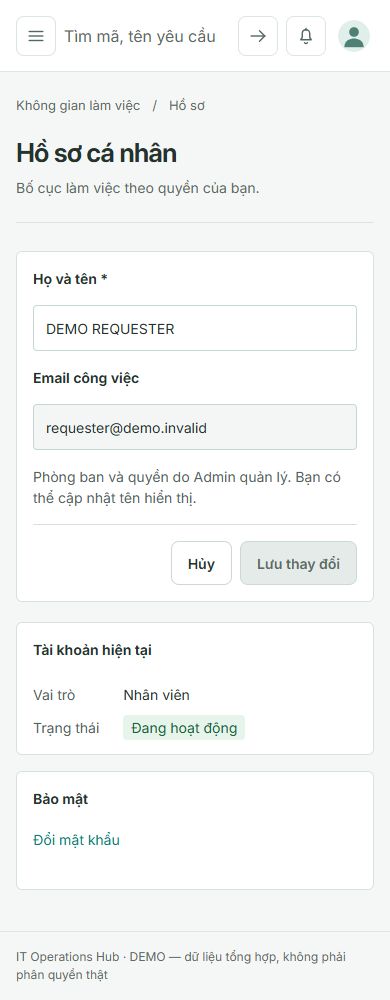 Tìm mã, tên yêu cầu
Không gian làm việc / Hồ sơ
Hồ sơ cá nhân
Bố cục làm việc theo quyền của bạn.
Họ và tên *
DEMO REQUESTER
Email công việc
requester@demo.invalid
Phòng ban và quyền do Admin quản lý. Bạn có
thể cập nhật tên hiển thị.
Hủy
Lưu thay đổi
Tài khoản hiện tại
Vai trò Nhân viên
Trạng thái Đang hoạt động
Bảo mật
Đổi mật khẩu
IT Operations Hub · DEMO — dữ liệu tổng hợp, không phải
phân quyền thật